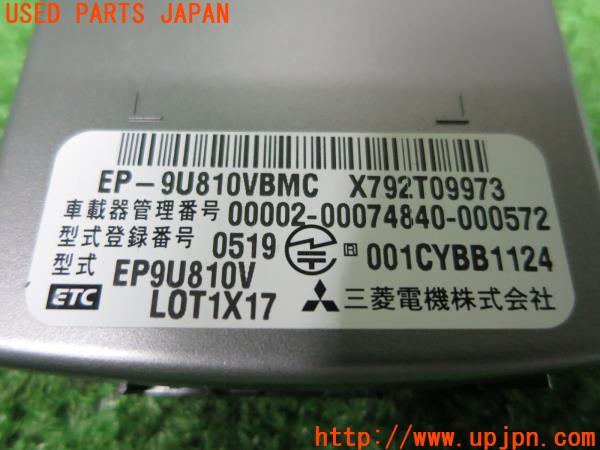 USED PARTS JAPAN
EP-9U810VBMC X792T09973
車載器管理番号 00002-00074840-000572
型式登録番号 0519 R 001CYBB1124
型式 EP9U810V
ETC LOT1X17 三菱電機株式会社
UPJ http://www.upjpn.com